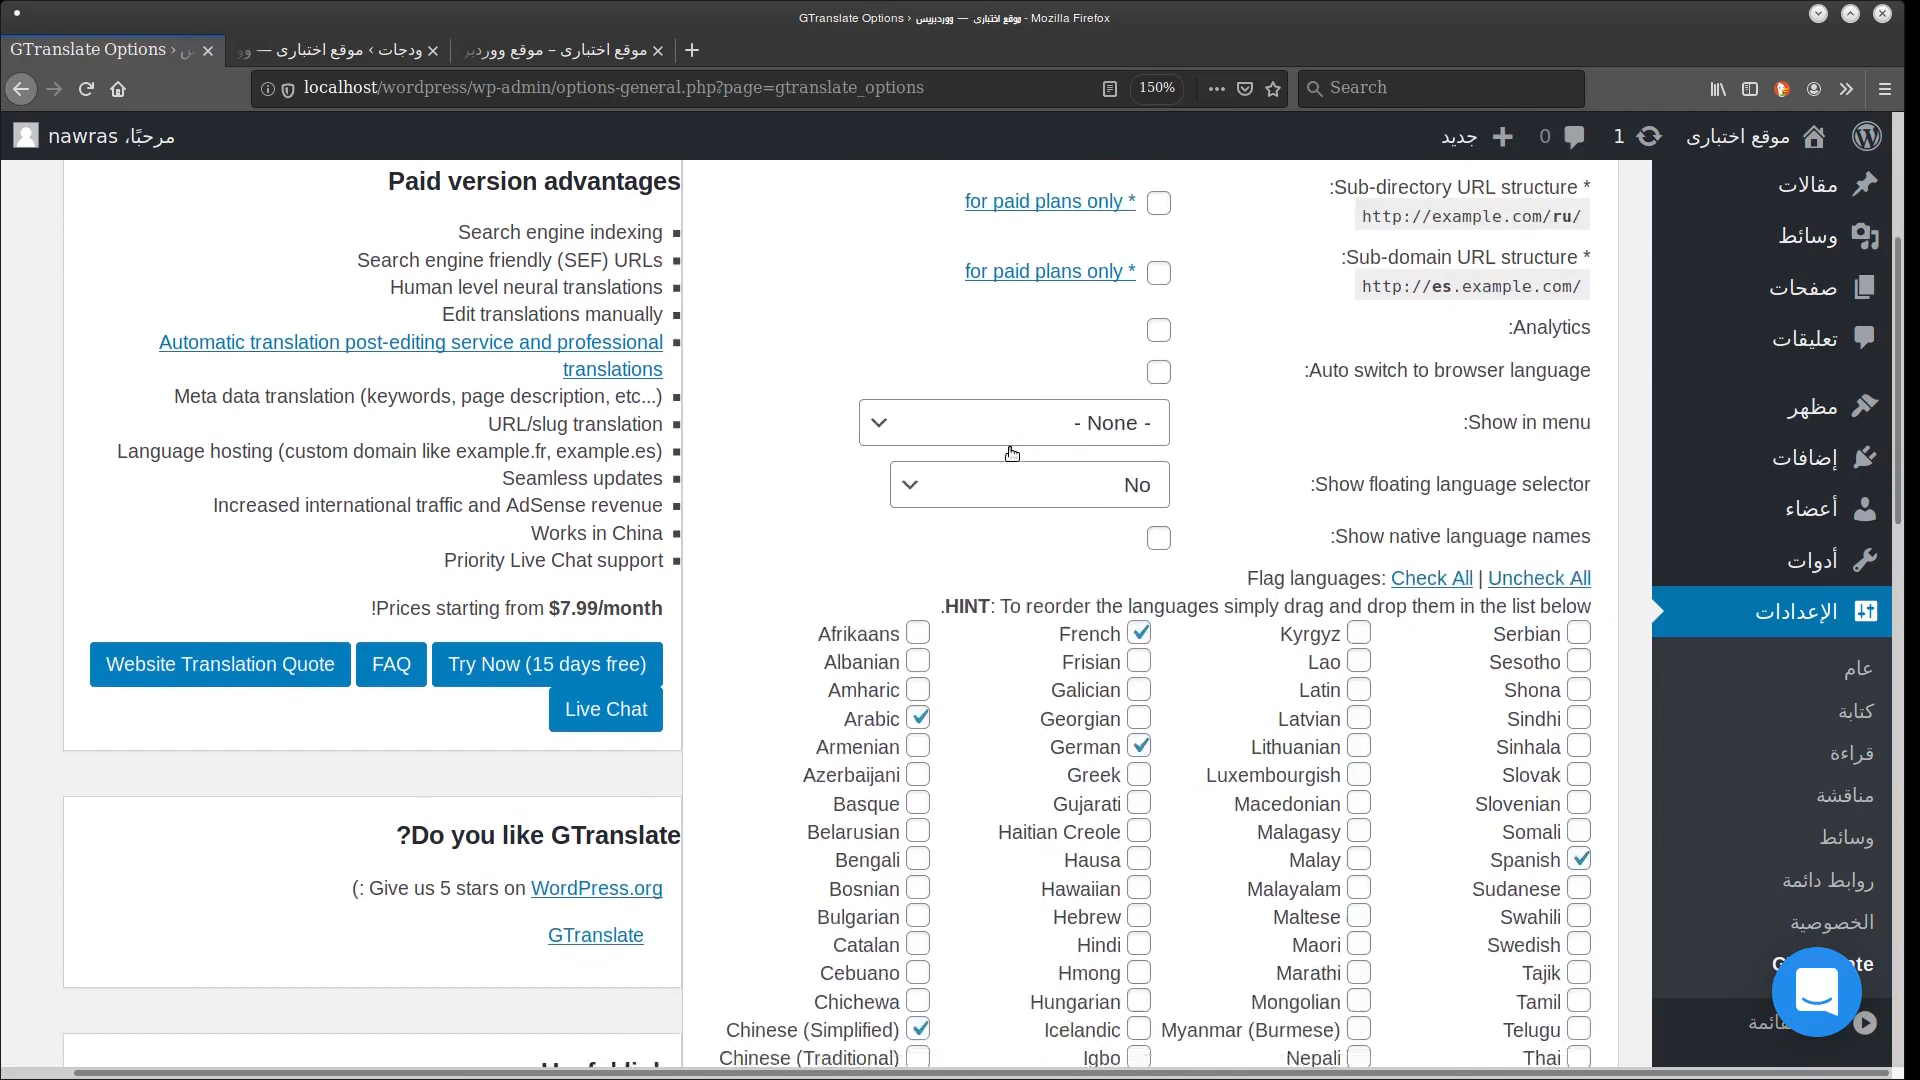 GTranslate Options › موقع اختباري — ووردبريس - Mozilla Firefox
GTranslate Options ›
ودجات ‹ موقع اختباري —
موقع اختباري – موقع ووردبر
localhost/wordpress/wp-admin/options-general.php?page=gtranslate_options
150%
Search
موقع اختباري
1
0
جديد
مرحبًا، nawras
مقالات
وسائط
صفحات
تعليقات
مظهر
إضافات
أعضاء
أدوات
الإعدادات
عام
كتابة
قراءة
مناقشة
وسائط
روابط دائمة
الخصوصية
* Sub-directory URL structure:
http://example.com/ru/
for paid plans only *
* Sub-domain URL structure:
http://es.example.com/
for paid plans only *
Analytics:
Auto switch to browser language:
Show in menu:
- None -
Show floating language selector:
No
Show native language names:
Flag languages: Check All | Uncheck All
HINT: To reorder the languages simply drag and drop them in the list below.
Afrikaans French Kyrgyz Serbian
Albanian Frisian Lao Sesotho
Amharic Galician Latin Shona
Arabic Georgian Latvian Sindhi
Armenian German Lithuanian Sinhala
Azerbaijani Greek Luxembourgish Slovak
Basque Gujarati Macedonian Slovenian
Belarusian Haitian Creole Malagasy Somali
Bengali Hausa Malay Spanish
Bosnian Hawaiian Malayalam Sudanese
Bulgarian Hebrew Maltese Swahili
Catalan Hindi Maori Swedish
Cebuano Hmong Marathi Tajik
Chichewa Hungarian Mongolian Tamil
Chinese (Simplified) Icelandic Myanmar (Burmese) Telugu
Chinese (Traditional) Igbo Nepali Thai
Paid version advantages
Search engine indexing
Search engine friendly (SEF) URLs
Human level neural translations
Edit translations manually
Automatic translation post-editing service and professional
translations
Meta data translation (keywords, page description, etc...)
URL/slug translation
Language hosting (custom domain like example.fr, example.es)
Seamless updates
Increased international traffic and AdSense revenue
Works in China
Priority Live Chat support
Prices starting from $7.99/month!
Try Now (15 days free) FAQ Website Translation Quote
Live Chat
Do you like GTranslate?
Give us 5 stars on WordPress.org :)
GTranslate